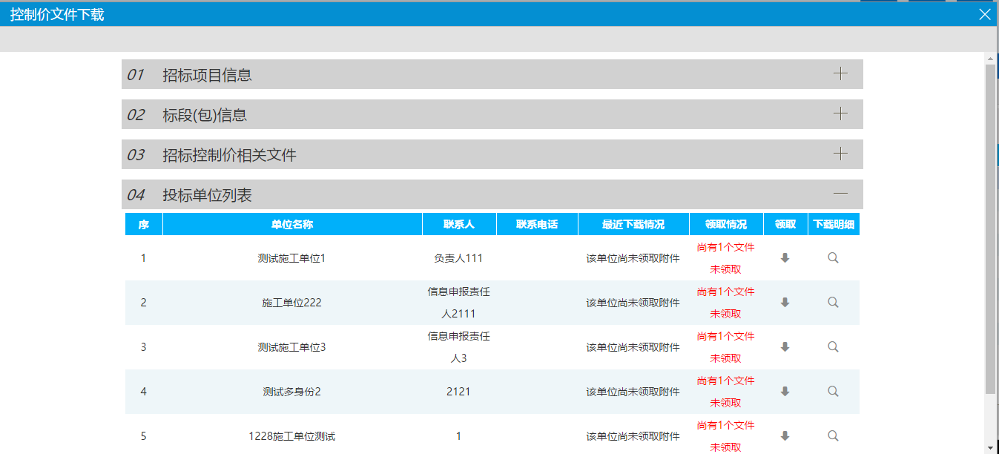 控制价文件下载
01 招标项目信息
02 标段(包)信息
03 招标控制价相关文件
04 投标单位列表
序 单位名称 联系人 联系电话 最近下载情况 领取情况 领取 下载明细
1 测试施工单位1 负责人111 该单位尚未领取附件 尚有1个文件
未领取
2 施工单位222 信息申报责任 该单位尚未领取附件 尚有1个文件
人2111 未领取
3 测试施工单位3 信息申报责任 该单位尚未领取附件 尚有1个文件
人3 未领取
4 测试多身份2 2121 该单位尚未领取附件 尚有1个文件
未领取
5 1228施工单位测试 1 该单位尚未领取附件 尚有1个文件
未领取